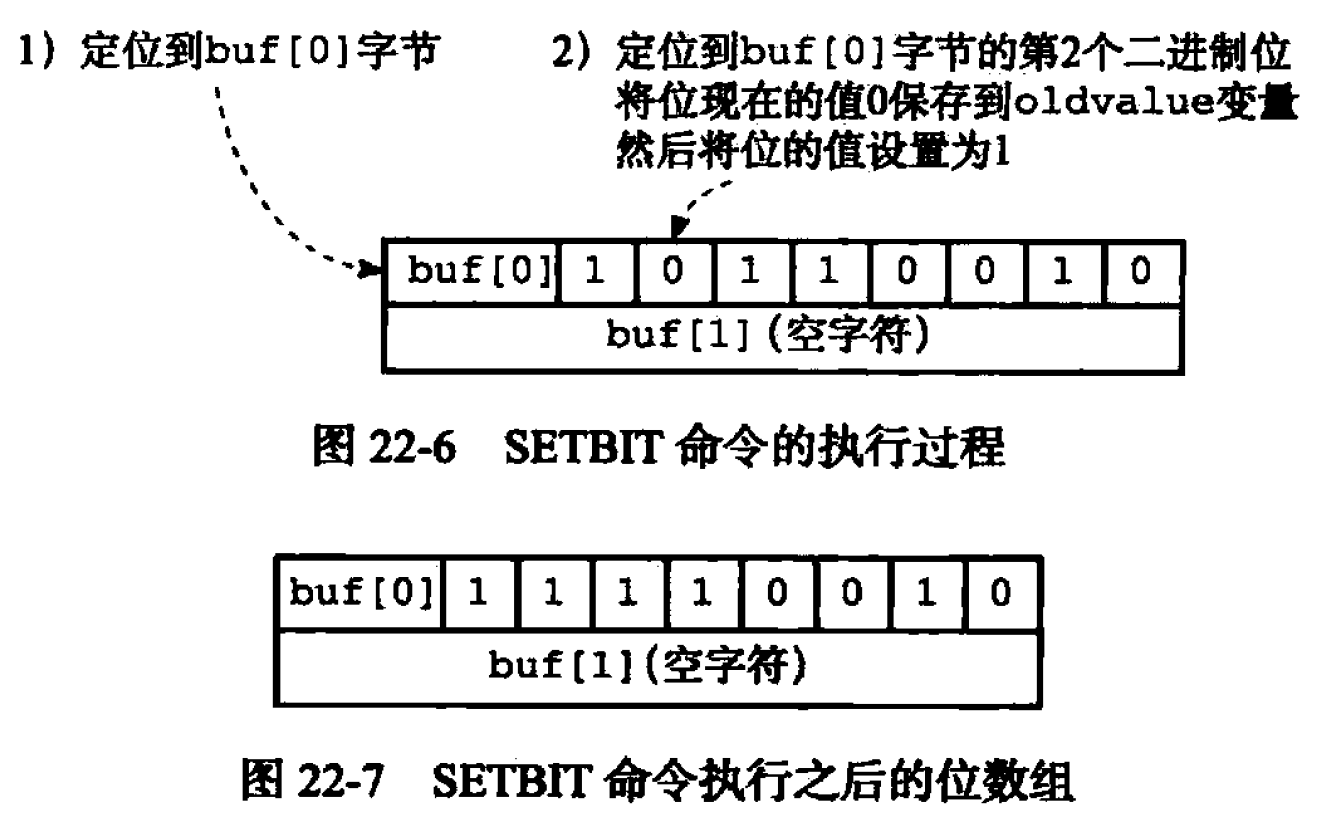 1) 定位到buf[0]字节
2) 定位到buf[0]字节的第2个二进制位
将位现在的值0保存到oldvalue变量
然后将位的值设置为1
buf[0] 1 0 1 1 0 0 1 0
buf[1](空字符)
图 22-6 SETBIT 命令的执行过程
buf[0] 1 1 1 1 0 0 1 0
buf[1](空字符)
图 22-7 SETBIT 命令执行之后的位数组